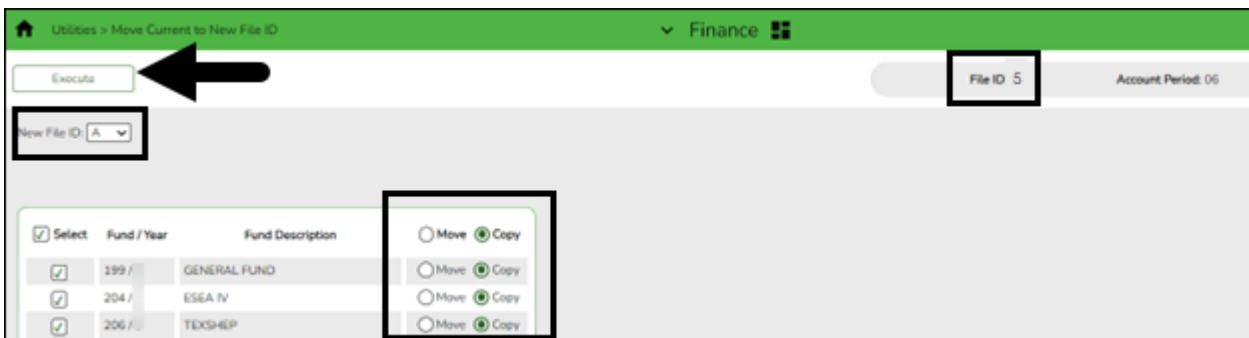 Utilities > Move Current to New File ID
Finance
Execute
File ID 5
Account Period: 06
New File ID: A
Select Fund / Year Fund Description Move Copy
199 / GENERAL FUND Move Copy
204 / ESEA IV Move Copy
206 / TEXSHEP Move Copy